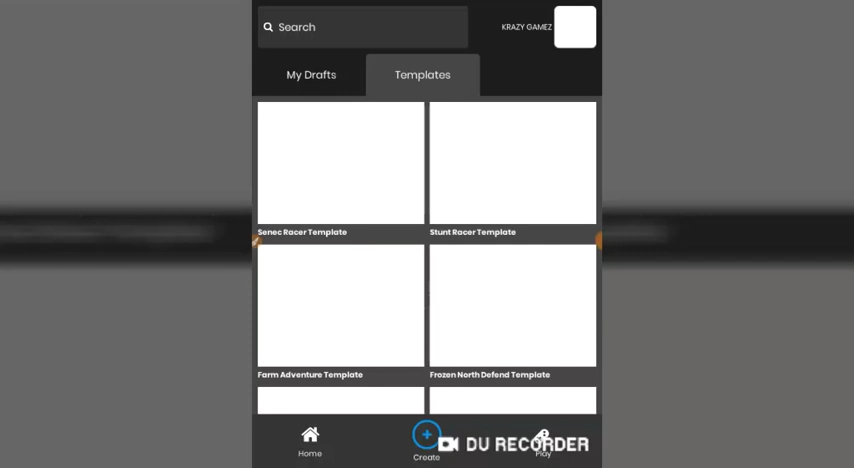 Search
KRAZY GAMEZ
My Drafts
Templates
Senec Racer Template
Stunt Racer Template
Farm Adventure Template
Frozen North Defend Template
Home
Create
DU RECORDER
Play